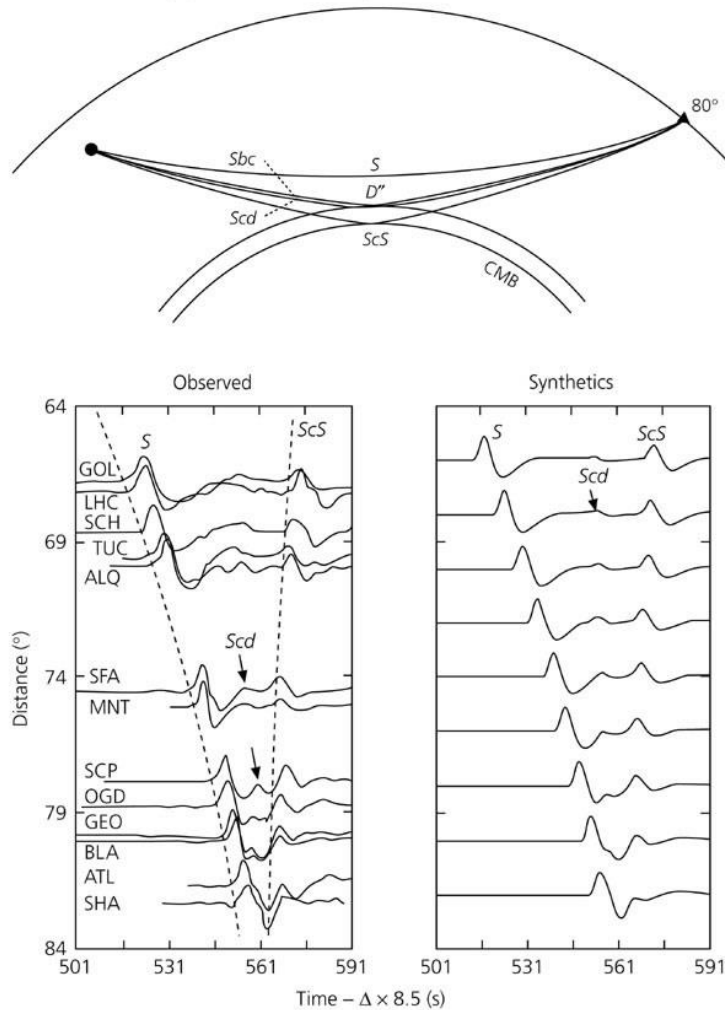 80°
Sbc
S
D″
Scd
ScS
CMB
Observed
Synthetics
64
69
74
79
84
Distance (°)
S
ScS
GOL
LHC
SCH
TUC
ALQ
Scd
SFA
MNT
SCP
OGD
GEO
BLA
ATL
SHA
501 531 561 591
S
ScS
Scd
501 531 561 591
Time – Δ × 8.5 (s)